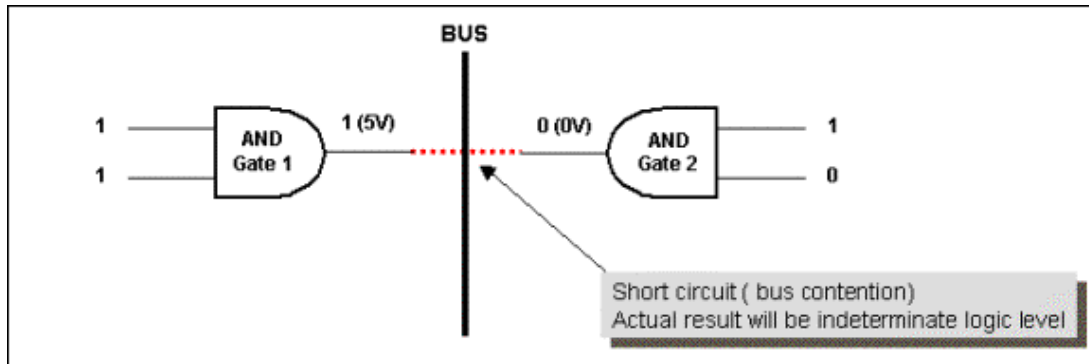 BUS
1 (5V)
0 (0V)
1
AND
Gate 1
1
1
AND
Gate 2
0
Short circuit ( bus contention)
Actual result will be indeterminate logic level